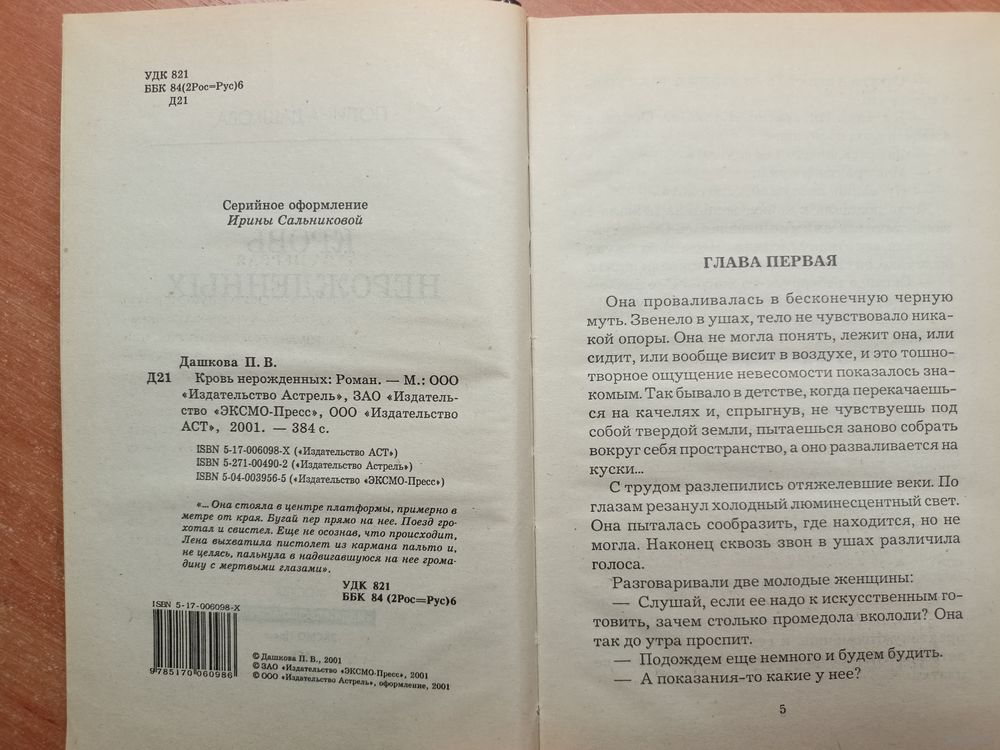 УДК 821
ББК 84(2Рос=Рус)6
Д21
Серийное оформление
Ирины Сальниковой
Дашкова П. В.
Д21 Кровь нерожденных: Роман. — М.: ООО
«Издательство Астрель», ЗАО «Издатель-
ство «ЭКСМО-Пресс», ООО «Издательство
АСТ», 2001. — 384 с.
ISBN 5-17-006098-X («Издательство АСТ»)
ISBN 5-271-00490-2 («Издательство Астрель»)
ISBN 5-04-003956-5 («Издательство «ЭКСМО-Пресс»)
«... Она стояла в центре платформы, примерно в
метре от края. Бугай пер прямо на нее. Поезд гро-
хотал и свистел. Еще не осознав, что происходит,
Лена выхватила пистолет из кармана пальто и,
не целясь, пальнула в надвигавшуюся на нее грома-
дину с мертвыми глазами».
УДК 821
ББК 84 (2Рос=Рус)6
ISBN 5-17-006098-X
9 785170 060986
© Дашкова П. В., 2001
© ЗАО «Издательство «ЭКСМО-Пресс», 2001
© ООО «Издательство Астрель», оформление, 2001
ГЛАВА ПЕРВАЯ
Она проваливалась в бесконечную черную
муть. Звенело в ушах, тело не чувствовало ника-
кой опоры. Она не могла понять, лежит она, или
сидит, или вообще висит в воздухе, и это тошно-
творное ощущение невесомости показалось зна-
комым. Так бывало в детстве, когда перекачаешь-
ся на качелях и, спрыгнув, не чувствуешь под
собой твердой земли, пытаешься заново собрать
вокруг себя пространство, а оно разваливается на
куски...
С трудом разлепились отяжелевшие веки. По
глазам резанул холодный люминесцентный свет.
Она пыталась сообразить, где находится, но не
могла. Наконец сквозь звон в ушах различила
голоса.
Разговаривали две молодые женщины:
— Слушай, если ее надо к искусственным го-
товить, зачем столько промедола вкололи? Она
так до утра проспит.
— Подождем еще немного и будем будить.
— А показания-то какие у нее?
5